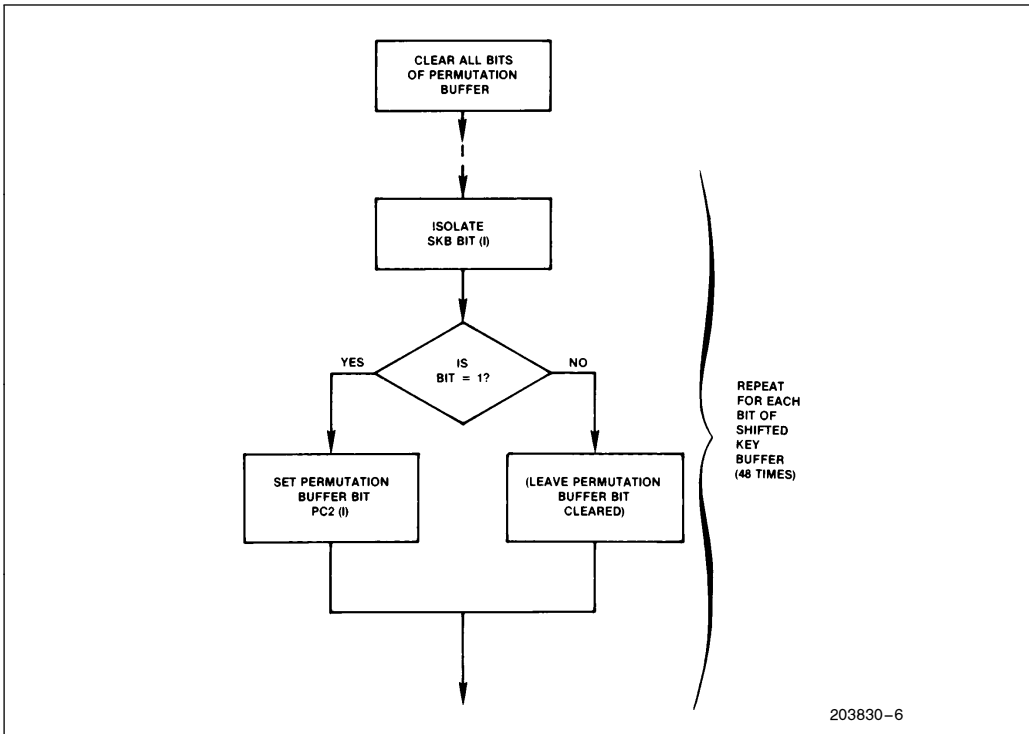 CLEAR ALL BITS
OF PERMUTATION
BUFFER
ISOLATE
SKB BIT (I)
YES
IS
BIT = 1?
NO
SET PERMUTATION
BUFFER BIT
PC2 (I)
(LEAVE PERMUTATION
BUFFER BIT
CLEARED)
REPEAT
FOR EACH
BIT OF
SHIFTED
KEY
BUFFER
(48 TIMES)
203830–6